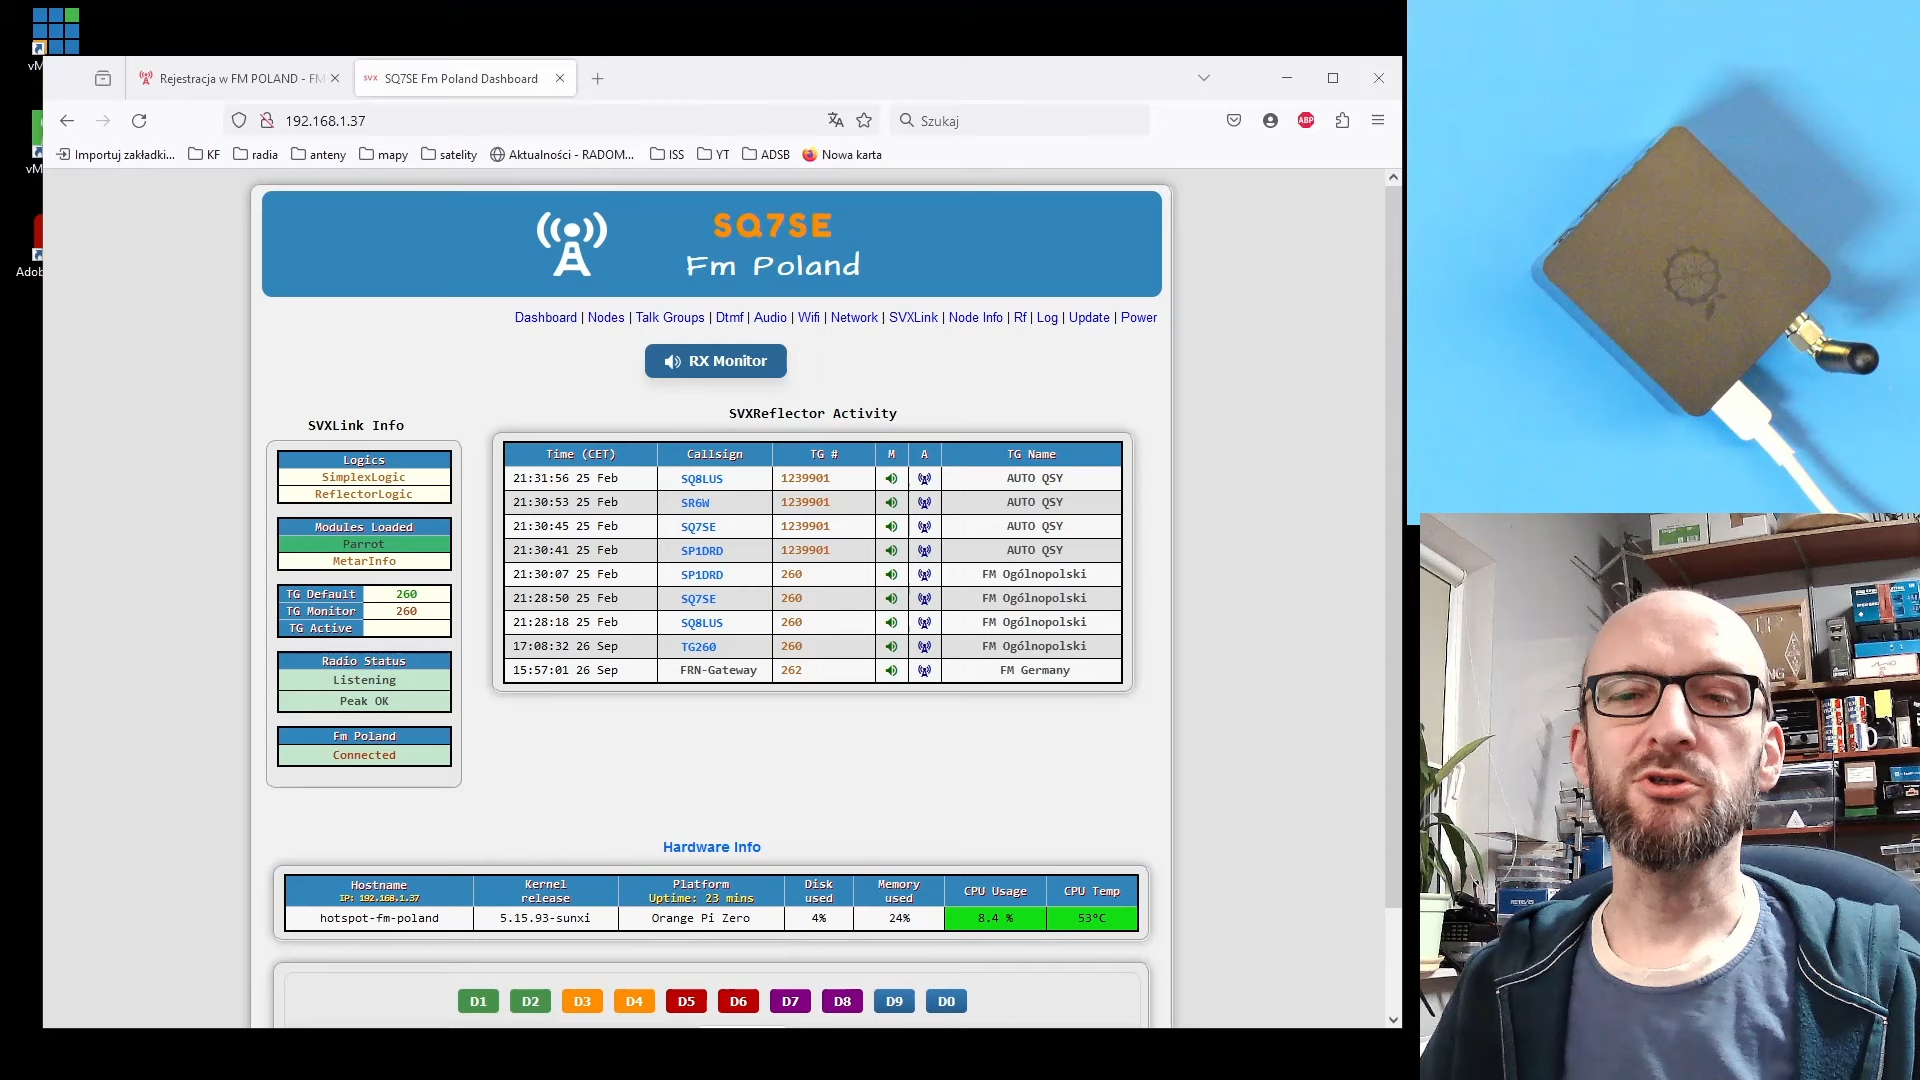 vM
vM
Adob
Rejestracja w FM POLAND - FM
SVX SQ7SE Fm Poland Dashboard
192.168.1.37
Szukaj
ABP
Importuj zakładki...
KF
radia
anteny
mapy
satelity
Aktualności - RADOM...
ISS
YT
ADSB
Nowa karta
SQ7SE
Fm Poland
Dashboard | Nodes | Talk Groups | Dtmf | Audio | Wifi | Network | SVXLink | Node Info | Rf | Log | Update | Power
RX Monitor
SVXLink Info
Logics
SimplexLogic
ReflectorLogic
Modules Loaded
Parrot
MetarInfo
TG Default 260
TG Monitor 260
TG Active
Radio Status
Listening
Peak OK
Fm Poland
Connected
SVXReflector Activity
Time (CET) Callsign TG # M A TG Name
21:31:56 25 Feb SQ8LUS 1239901 AUTO QSY
21:30:53 25 Feb SR6W 1239901 AUTO QSY
21:30:45 25 Feb SQ7SE 1239901 AUTO QSY
21:30:41 25 Feb SP1DRD 1239901 AUTO QSY
21:30:07 25 Feb SP1DRD 260 FM Ogólnopolski
21:28:50 25 Feb SQ7SE 260 FM Ogólnopolski
21:28:18 25 Feb SQ8LUS 260 FM Ogólnopolski
17:08:32 26 Sep TG260 260 FM Ogólnopolski
15:57:01 26 Sep FRN-Gateway 262 FM Germany
Hardware Info
Hostname
IP: 192.168.1.37
Kernel
release
Platform
Uptime: 23 mins
Disk
used
Memory
used
CPU Usage
CPU Temp
hotspot-fm-poland 5.15.93-sunxi Orange Pi Zero 4% 24% 8.4 % 53°C
D1 D2 D3 D4 D5 D6 D7 D8 D9 D0